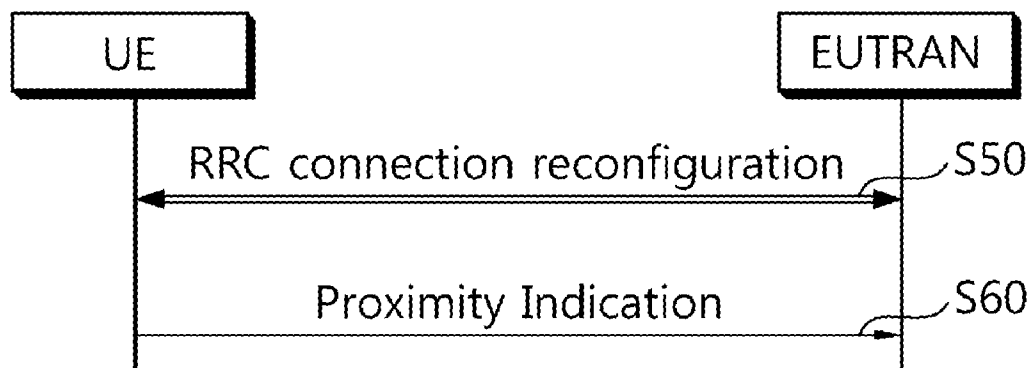 UE
EUTRAN
RRC connection reconfiguration
S50
Proximity Indication
S60